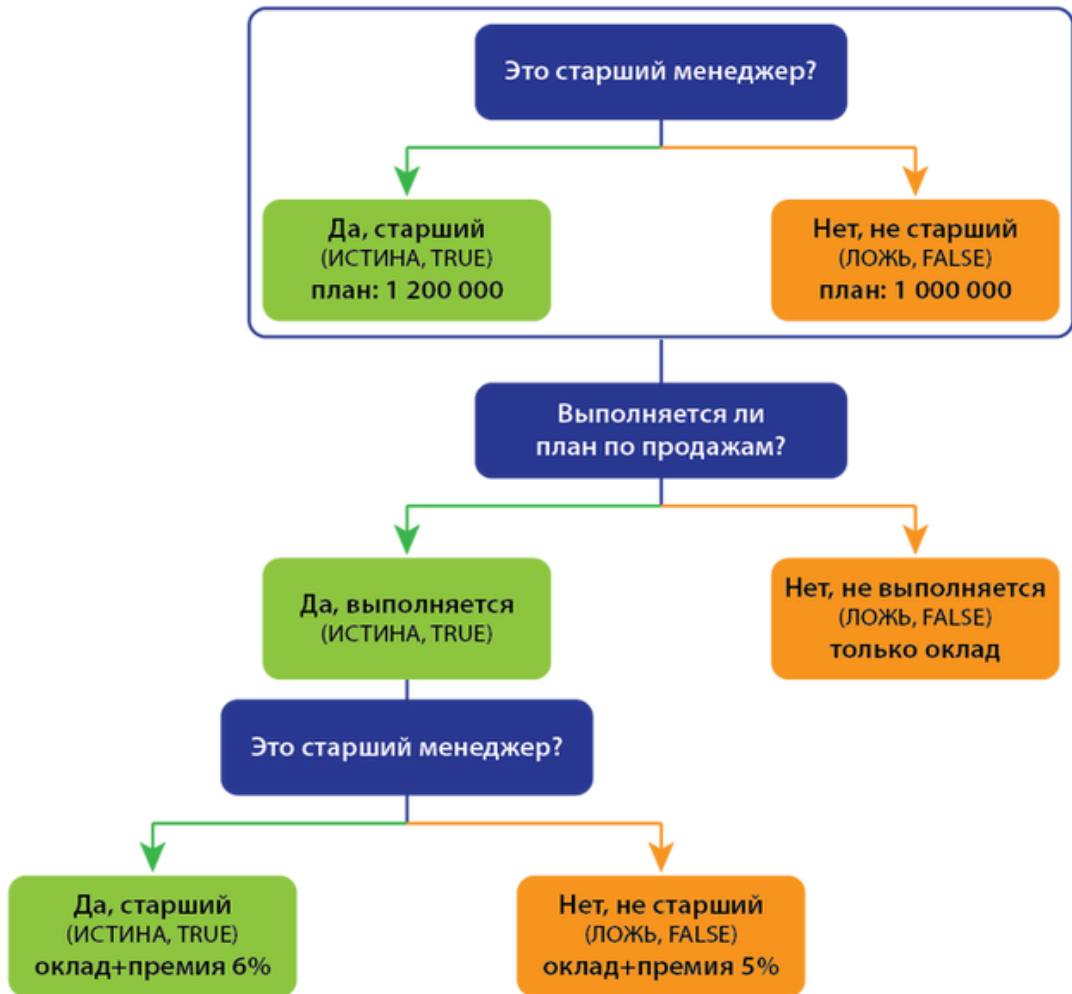 Это старший менеджер?
Да, старший
(ИСТИНА, TRUE)
план: 1 200 000
Нет, не старший
(ЛОЖЬ, FALSE)
план: 1 000 000
Выполняется ли
план по продажам?
Да, выполняется
(ИСТИНА, TRUE)
Нет, не выполняется
(ЛОЖЬ, FALSE)
только оклад
Это старший менеджер?
Да, старший
(ИСТИНА, TRUE)
оклад+премия 6%
Нет, не старший
(ЛОЖЬ, FALSE)
оклад+премия 5%